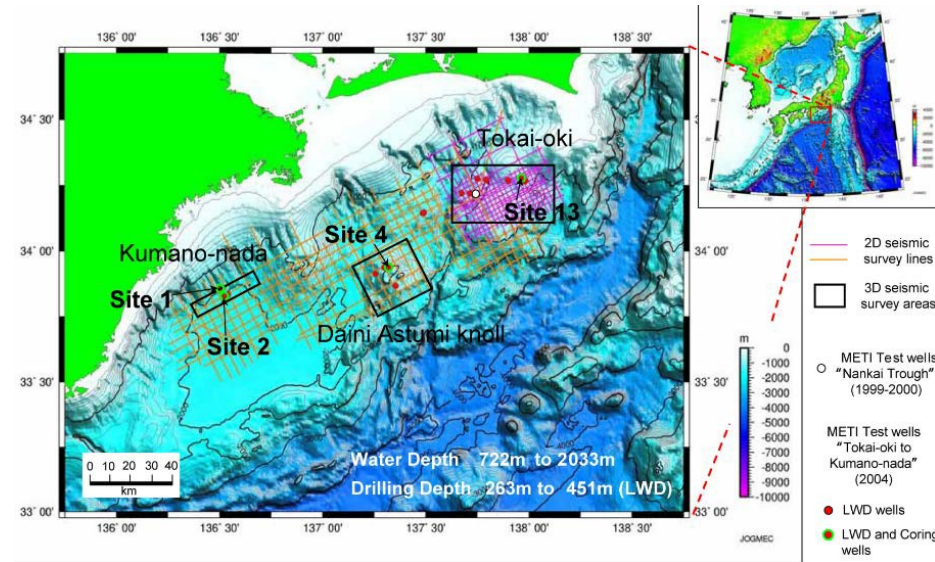 136°00'
136°30'
137°00'
137°30'
138°00'
138°30'
34°30'
34°00'
33°30'
33°00'
Tokai-oki
Site 13
Site 4
Kumano-nada
Site 1
Site 2
Daini Astumi knoll
Water Depth 722m to 2033m
Drilling Depth 263m to 451m (LWD)
0 10 20 30 40
km
m
0
-1000
-2000
-3000
-4000
-5000
-6000
-7000
-8000
-9000
-10000
JOGMEC
2D seismic
survey lines
3D seismic
survey areas
METI Test wells
"Nankai Trough"
(1999-2000)
METI Test wells
"Tokai-oki to
Kumano-nada"
(2004)
LWD wells
LWD and Coring
wells